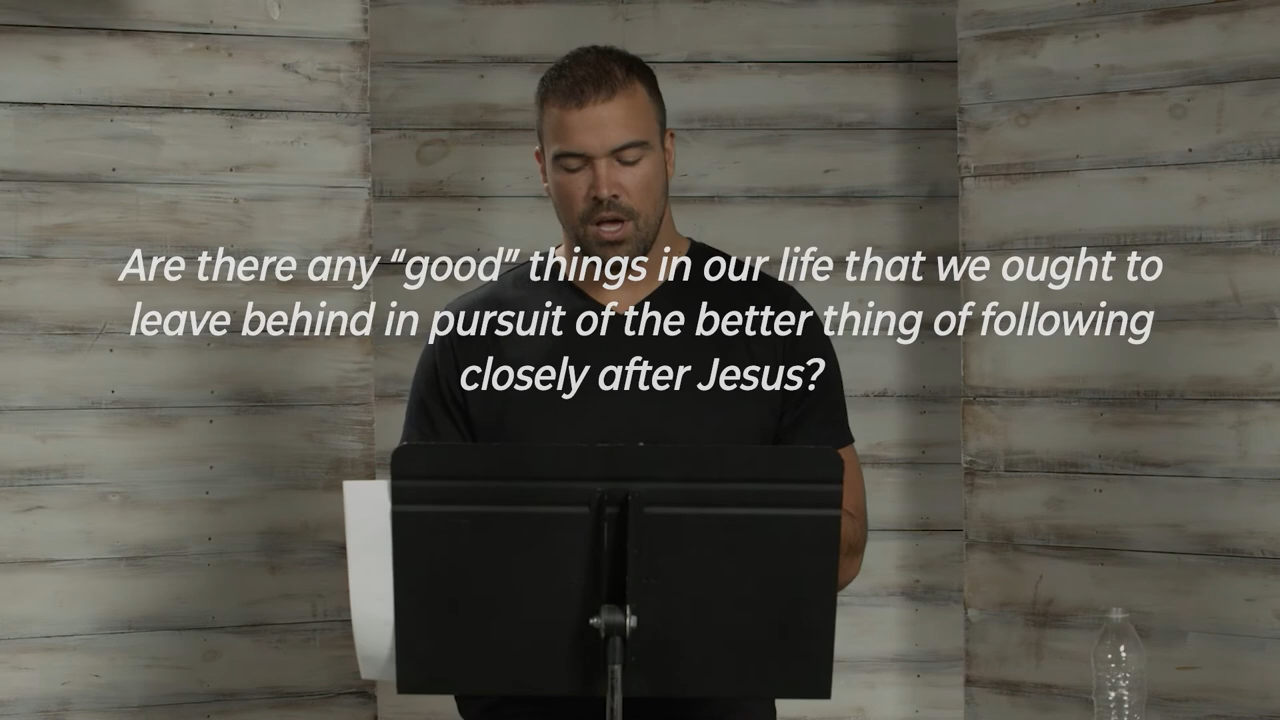 Are there any “good” things in our life that we ought to
leave behind in pursuit of the better thing of following
closely after Jesus?